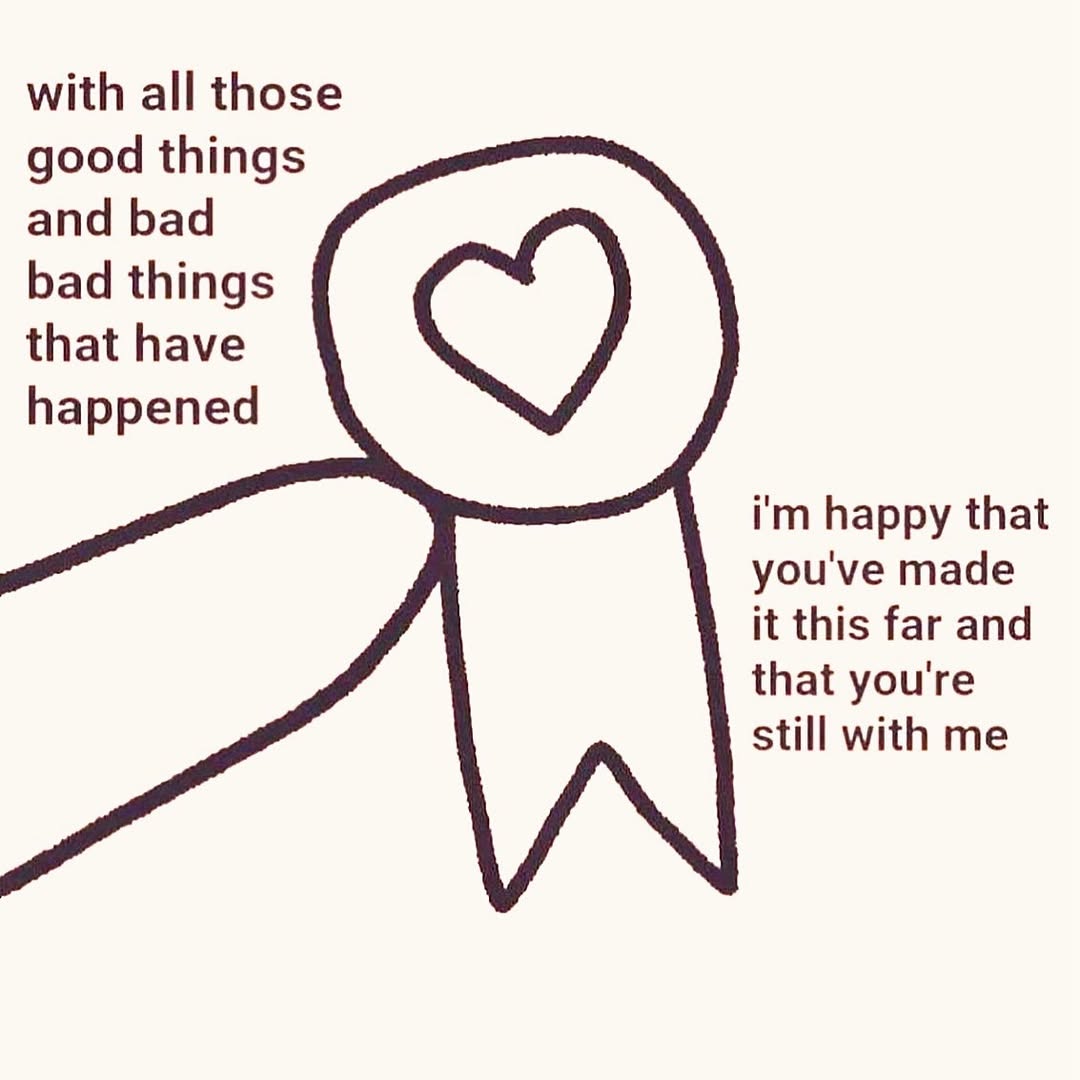 with all those
good things
and bad
bad things
that have
happened
i'm happy that
you've made
it this far and
that you're
still with me